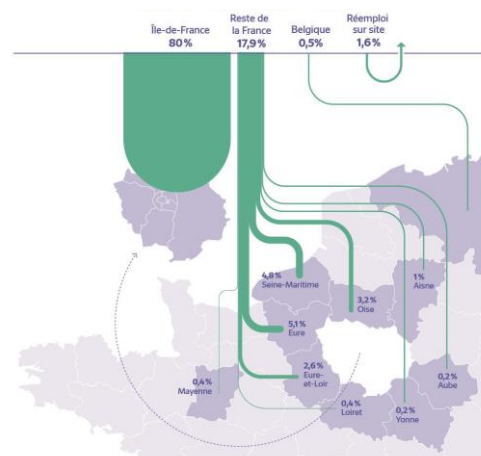 Île-de-France
80%
Reste de
la France
17,9%
Belgique
0,5%
Réemploi
sur site
1,6%
4,8%
Seine-Maritime
3,2%
Oise
1%
Aisne
5,1%
Eure
2,6%
Eure-
et-Loir
0,4%
Mayenne
0,4%
Loiret
0,2%
Yonne
0,2%
Aube